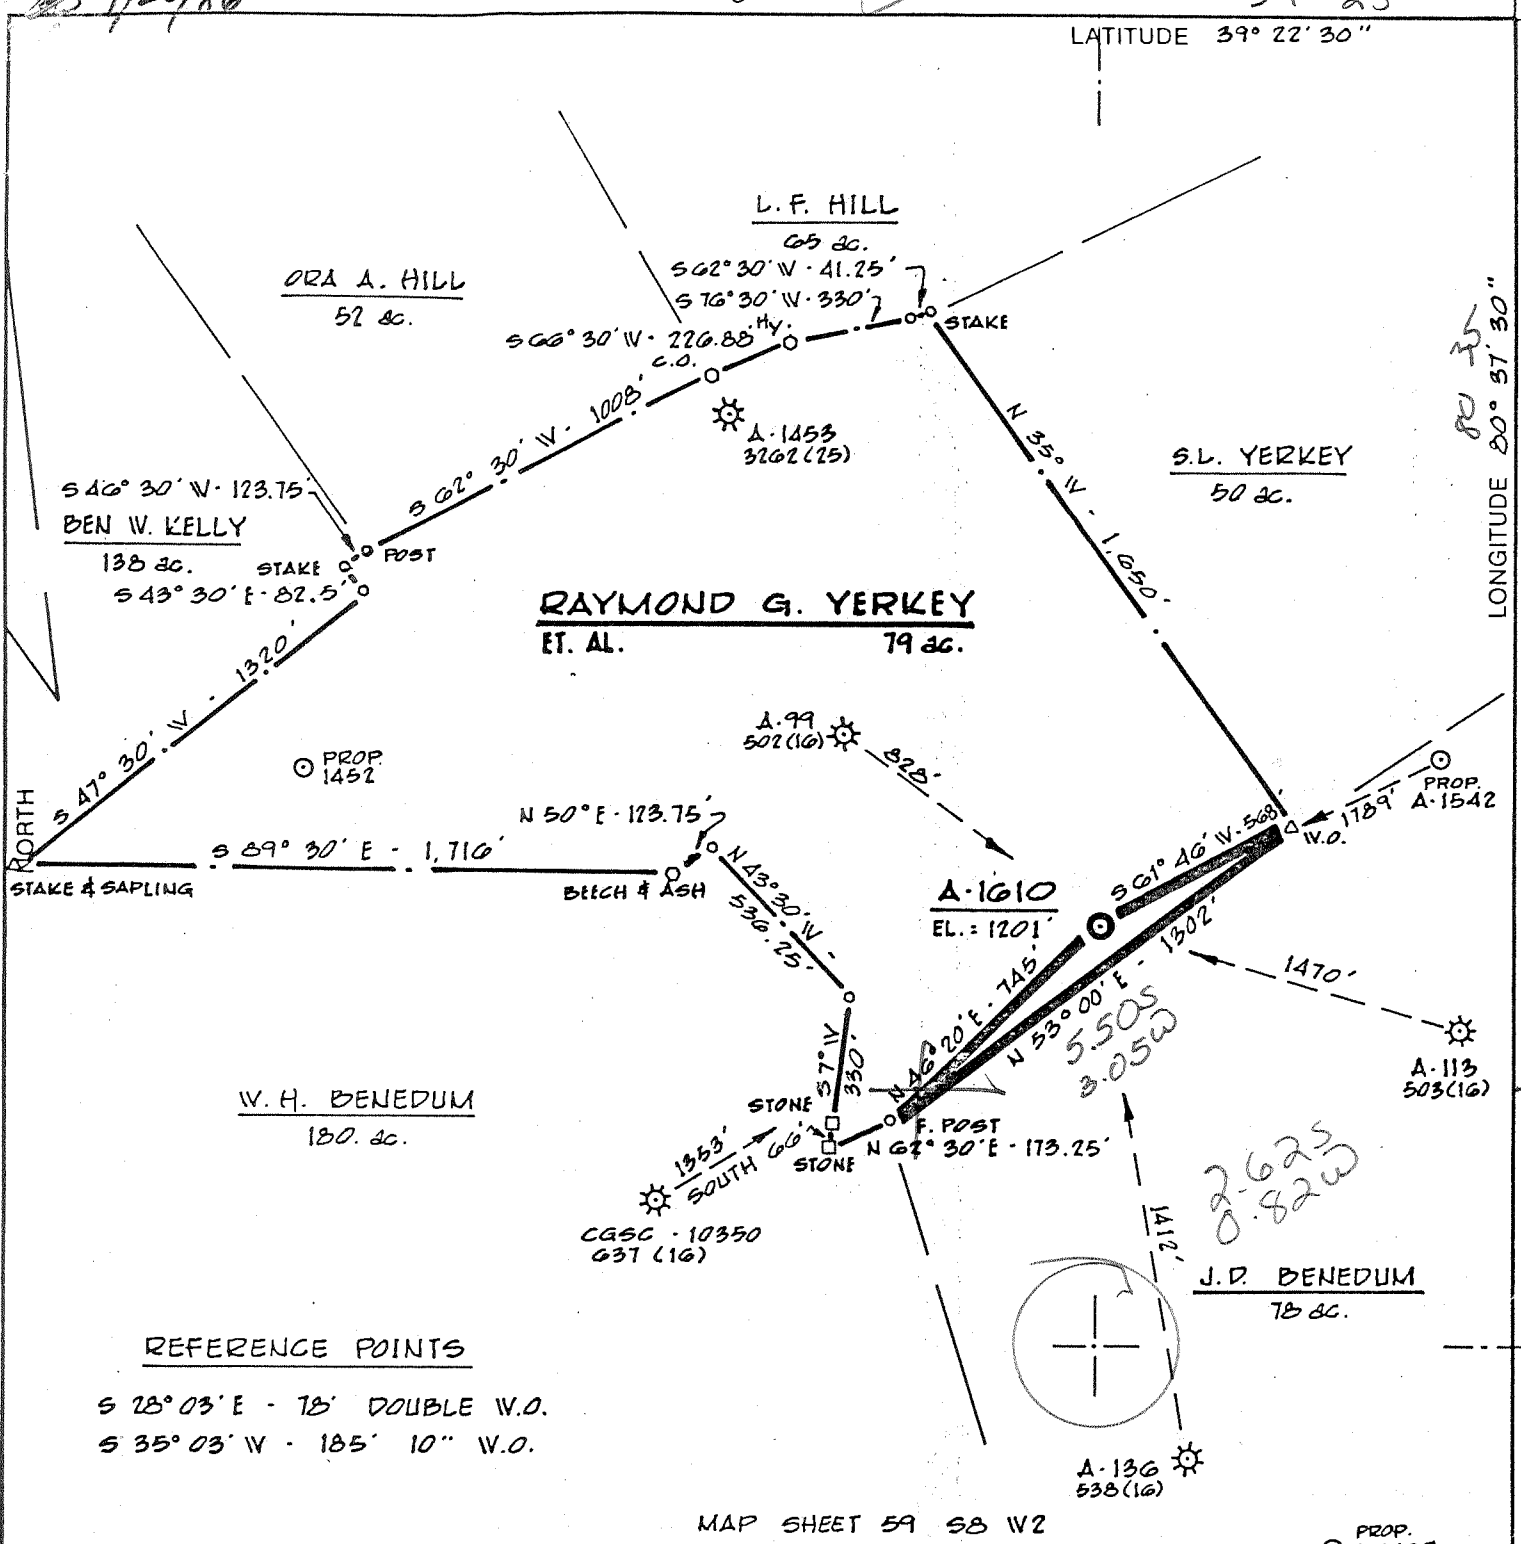 LATITUDE 39° 22' 30"
L. F. HILL
65 ac.
S 62° 30' W - 41.25'
S 76° 30' W - 330'
ORA A. HILL
52 ac.
S 66° 30' W - 226.88'
Hy.
C.O.
STAKE
LONGITUDE 80° 37' 30"
80 35
S 62° 30' W - 1008'
A-1453
3262 (25)
N 35° W - 1,650'
S.L. YERKEY
50 ac.
S 46° 30' W - 123.75'
BEN W. KELLY
138 ac.
STAKE
POST
S 43° 30' E - 82.5'
RAYMOND G. YERKEY
ET. AL. 79 ac.
S 47° 30' W - 1320'
PROP.
1452
A-99
502 (16)
828'
PROP.
A-1542
1789'
W.O.
NORTH
N 50° E - 123.75'
S 89° 30' E - 1,716'
STAKE & SAPLING
BEECH & ASH
N 43° 30' W -
536.25'
A-1610
EL.: 1201'
S 61° 46' W - 568'
N 46° 20' E - 745'
N 53° 00' E - 1302'
1470'
5.50S
3.05W
A-113
503 (16)
S 7° W
330'
W. H. BENEDUM
180. ac.
STONE
F. POST
SOUTH 66'
STONE
N 62° 30' E - 173.25'
1353'
CGSC - 10350
637 (16)
2.62S
0.82W
1412'
J. D. BENEDUM
78 ac.
REFERENCE POINTS
S 28° 03' E - 78' DOUBLE W.O.
S 35° 03' W - 185' 10" W.O.
A-136
538 (16)
MAP SHEET 59 S8 W2
PROP.